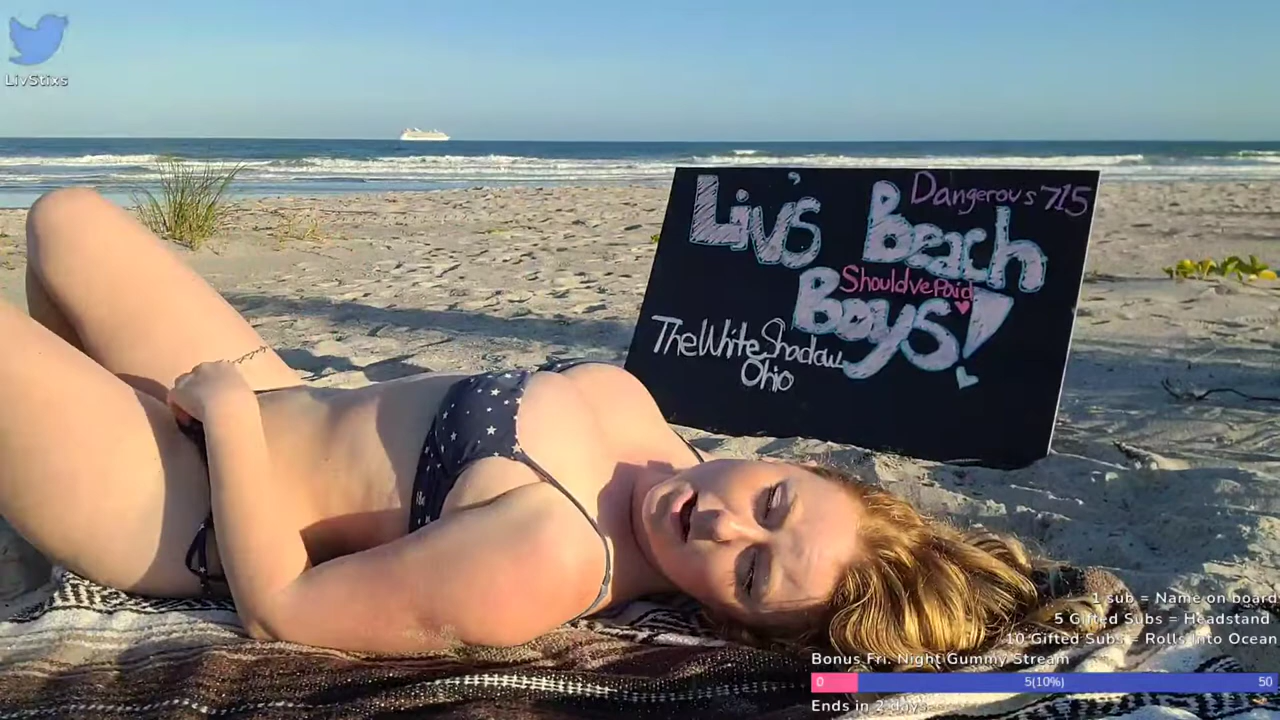 LivStixs
Dangerous715
Liv's Beach
ShouldvePaid
Boys!
TheWhiteShadow
Ohio
1 sub = Name on board
5 Gifted Subs = Headstand
10 Gifted Subs = Rolls Into Ocean
Bonus Fri. Night Gummy Stream
0 5(10%) 50
Ends in 2 days